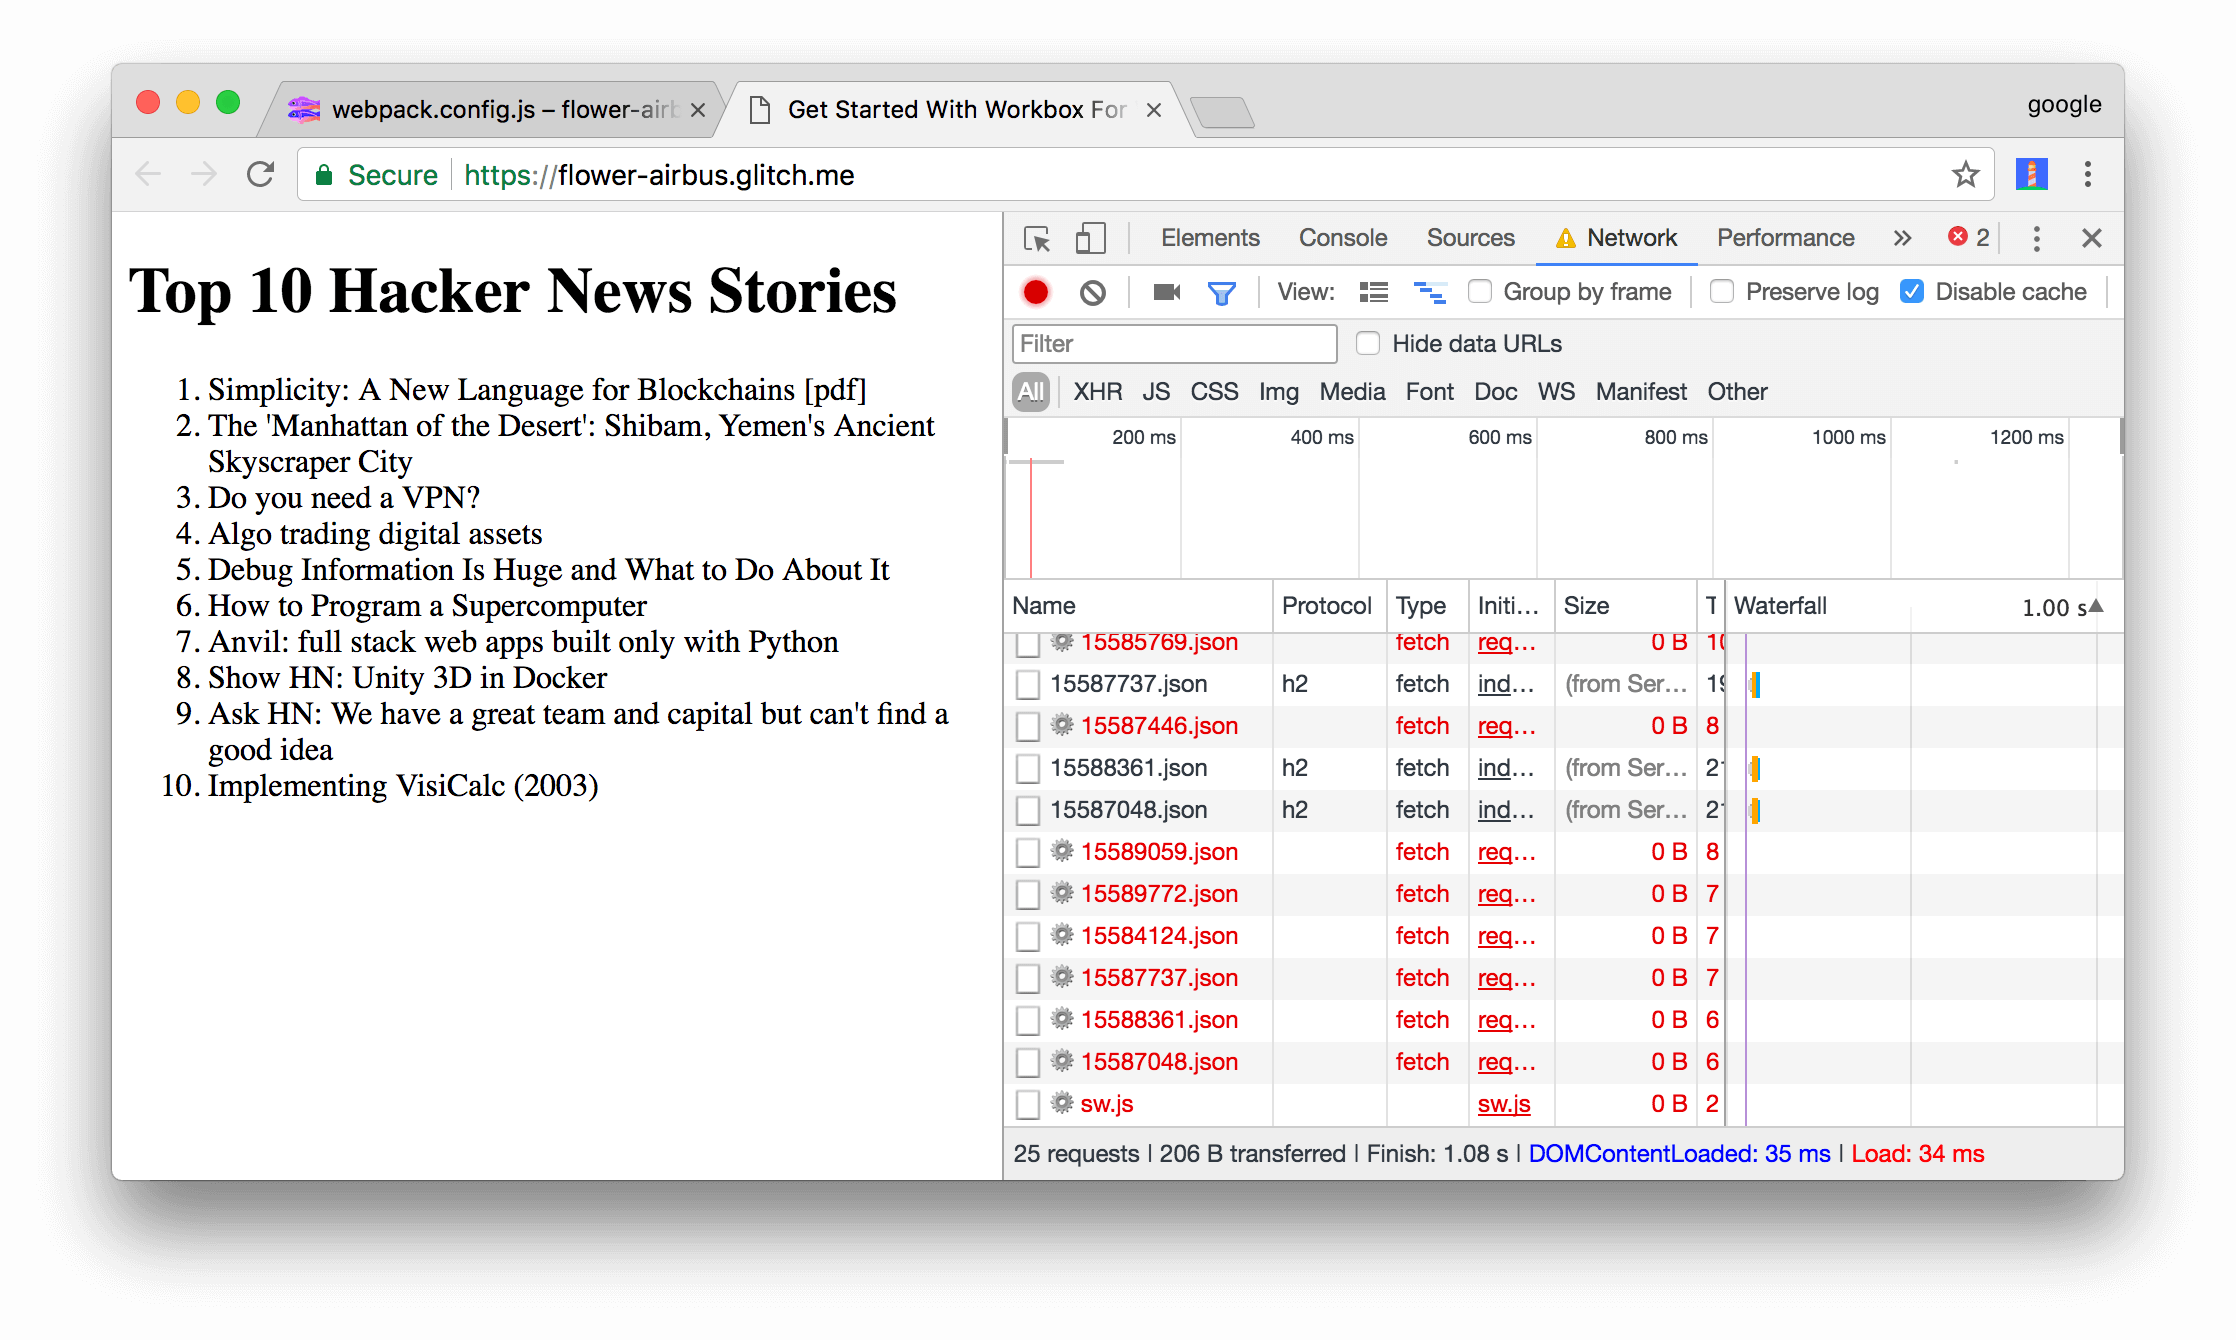 webpack.config.js – flower-airb
Get Started With Workbox For
google
Secure
https://flower-airbus.glitch.me
Top 10 Hacker News Stories
1. Simplicity: A New Language for Blockchains [pdf]
2. The 'Manhattan of the Desert': Shibam, Yemen's Ancient
Skyscraper City
3. Do you need a VPN?
4. Algo trading digital assets
5. Debug Information Is Huge and What to Do About It
6. How to Program a Supercomputer
7. Anvil: full stack web apps built only with Python
8. Show HN: Unity 3D in Docker
9. Ask HN: We have a great team and capital but can't find a
good idea
10. Implementing VisiCalc (2003)
Elements Console Sources Network Performance » 2
View: Group by frame Preserve log Disable cache
Filter Hide data URLs
All XHR JS CSS Img Media Font Doc WS Manifest Other
200 ms 400 ms 600 ms 800 ms 1000 ms 1200 ms
Name Protocol Type Initi... Size T Waterfall 1.00 s
15585769.json fetch req... 0 B 10
15587737.json h2 fetch ind... (from Ser... 19
15587446.json fetch req... 0 B 8
15588361.json h2 fetch ind... (from Ser... 21
15587048.json h2 fetch ind... (from Ser... 21
15589059.json fetch req... 0 B 8
15589772.json fetch req... 0 B 7
15584124.json fetch req... 0 B 7
15587737.json fetch req... 0 B 7
15588361.json fetch req... 0 B 6
15587048.json fetch req... 0 B 6
sw.js sw.js 0 B 2
25 requests | 206 B transferred | Finish: 1.08 s | DOMContentLoaded: 35 ms | Load: 34 ms